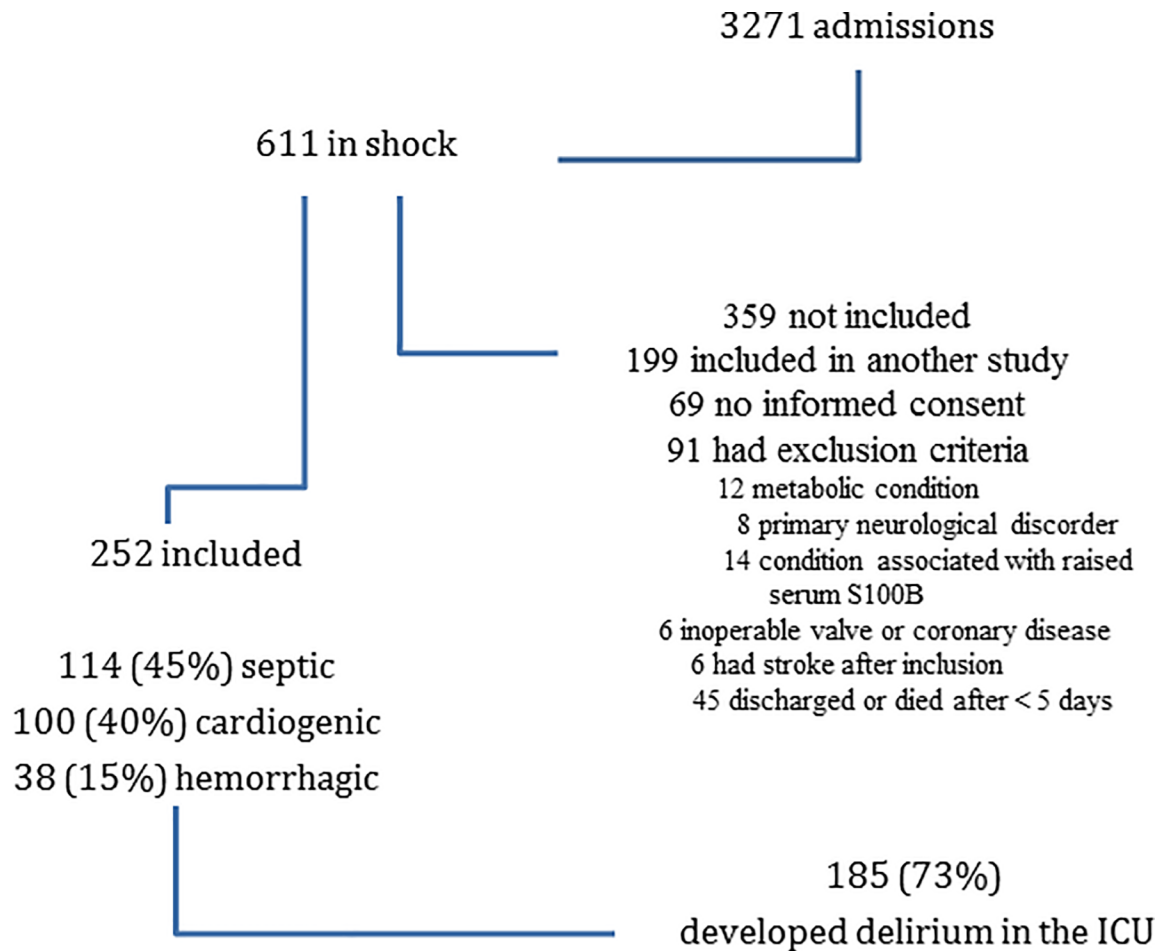 3271 admissions
611 in shock
359 not included
199 included in another study
69 no informed consent
91 had exclusion criteria
12 metabolic condition
8 primary neurological discorder
14 condition associated with raised
serum S100B
6 inoperable valve or coronary disease
6 had stroke after inclusion
45 discharged or died after < 5 days
252 included
114 (45%) septic
100 (40%) cardiogenic
38 (15%) hemorrhagic
185 (73%)
developed delirium in the ICU